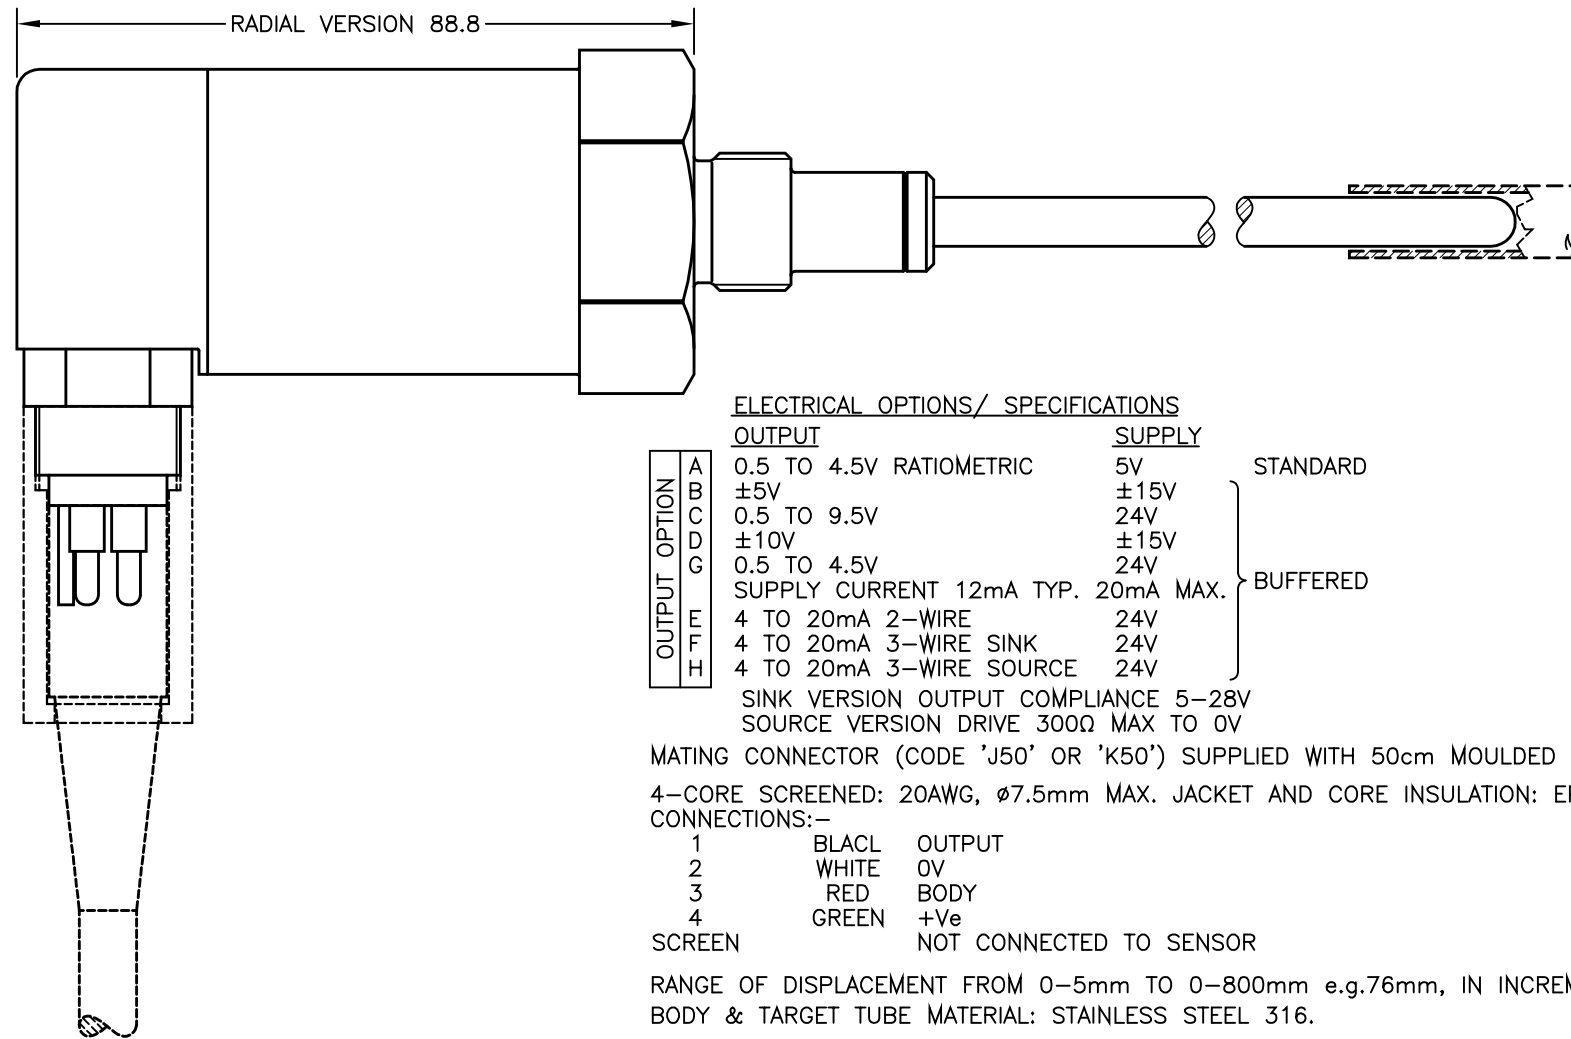 RADIAL VERSION 88.8
ELECTRICAL OPTIONS/ SPECIFICATIONS
OUTPUT SUPPLY
OUTPUT OPTION
A 0.5 TO 4.5V RATIOMETRIC 5V STANDARD
B ±5V ±15V
C 0.5 TO 9.5V 24V
D ±10V ±15V
G 0.5 TO 4.5V 24V
SUPPLY CURRENT 12mA TYP. 20mA MAX.
BUFFERED
E 4 TO 20mA 2-WIRE 24V
F 4 TO 20mA 3-WIRE SINK 24V
H 4 TO 20mA 3-WIRE SOURCE 24V
SINK VERSION OUTPUT COMPLIANCE 5-28V
SOURCE VERSION DRIVE 300Ω MAX TO 0V
MATING CONNECTOR (CODE 'J50' OR 'K50') SUPPLIED WITH 50cm MOULDED
4-CORE SCREENED: 20AWG, ø7.5mm MAX. JACKET AND CORE INSULATION:
CONNECTIONS:-
1 BLACL OUTPUT
2 WHITE 0V
3 RED BODY
4 GREEN +Ve
SCREEN NOT CONNECTED TO SENSOR
RANGE OF DISPLACEMENT FROM 0-5mm TO 0-800mm e.g.76mm, IN
BODY & TARGET TUBE MATERIAL: STAINLESS STEEL 316.